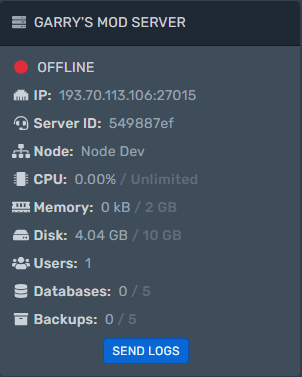 GARRY'S MOD SERVER
OFFLINE
IP: 193.70.113.106:27015
Server ID: 549887ef
Node: Node Dev
CPU: 0.00% / Unlimited
Memory: 0 kB / 2 GB
Disk: 4.04 GB / 10 GB
Users: 1
Databases: 0 / 5
Backups: 0 / 5
SEND LOGS